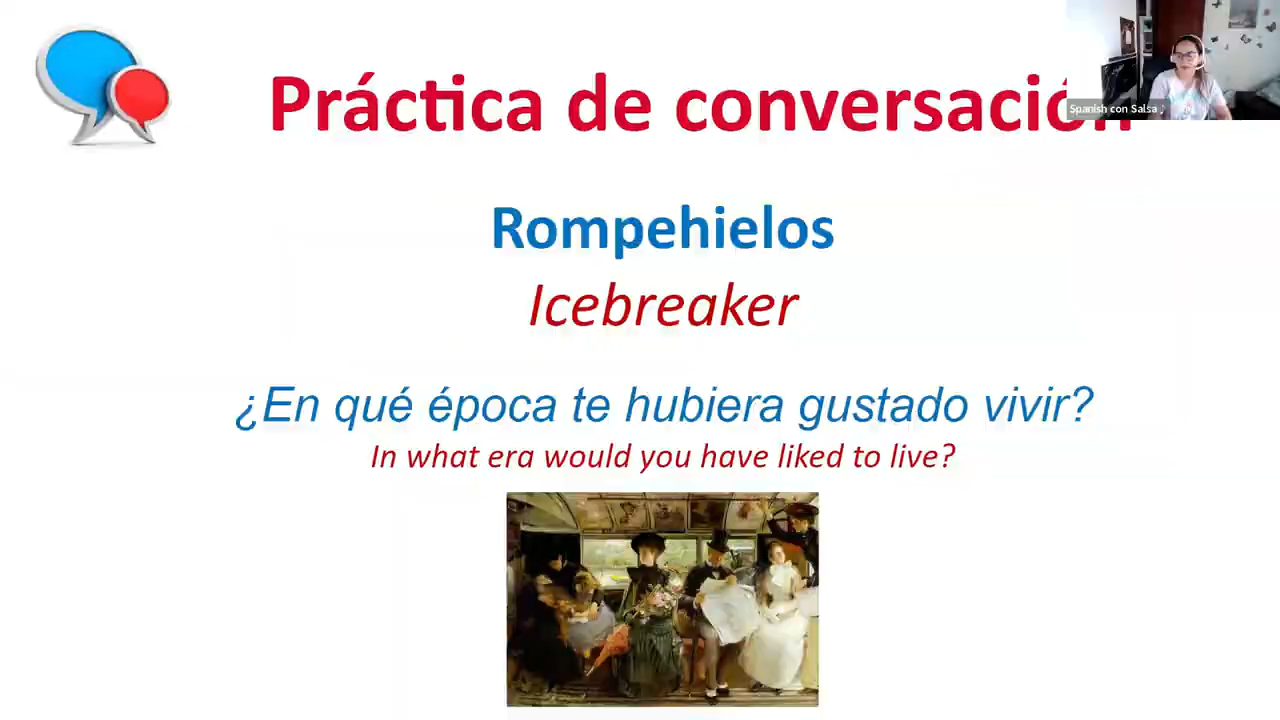 Práctica de conversación
Spanish con Salsa
Rompehielos
Icebreaker
¿En qué época te hubiera gustado vivir?
In what era would you have liked to live?